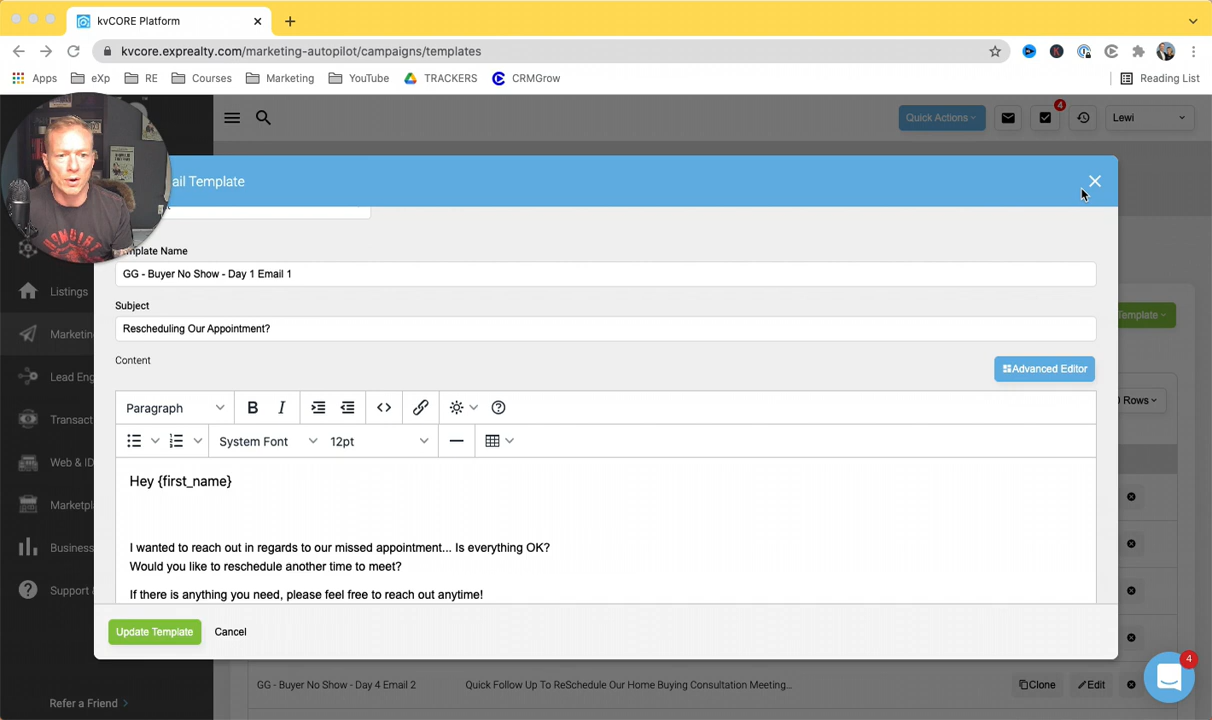 kvCORE Platform
kvcore.exprealty.com/marketing-autopilot/campaigns/templates
Apps eXp RE Courses Marketing YouTube TRACKERS CRMGrow Reading List
Quick Actions 4 Lewi
ail Template
mplate Name
GG - Buyer No Show - Day 1 Email 1
Subject
Rescheduling Our Appointment?
Content
Advanced Editor
Paragraph B I
System Font 12pt
Hey {first_name}
I wanted to reach out in regards to our missed appointment... Is everything OK?
Would you like to reschedule another time to meet?
If there is anything you need, please feel free to reach out anytime!
Update Template Cancel
Listings
Marketin
Lead Eng
Transact
Web & ID
Marketpl
Business
Support &
Refer a Friend
Template
0 Rows
GG - Buyer No Show - Day 4 Email 2 Quick Follow Up To ReSchedule Our Home Buying Consultation Meeting... Clone Edit
4